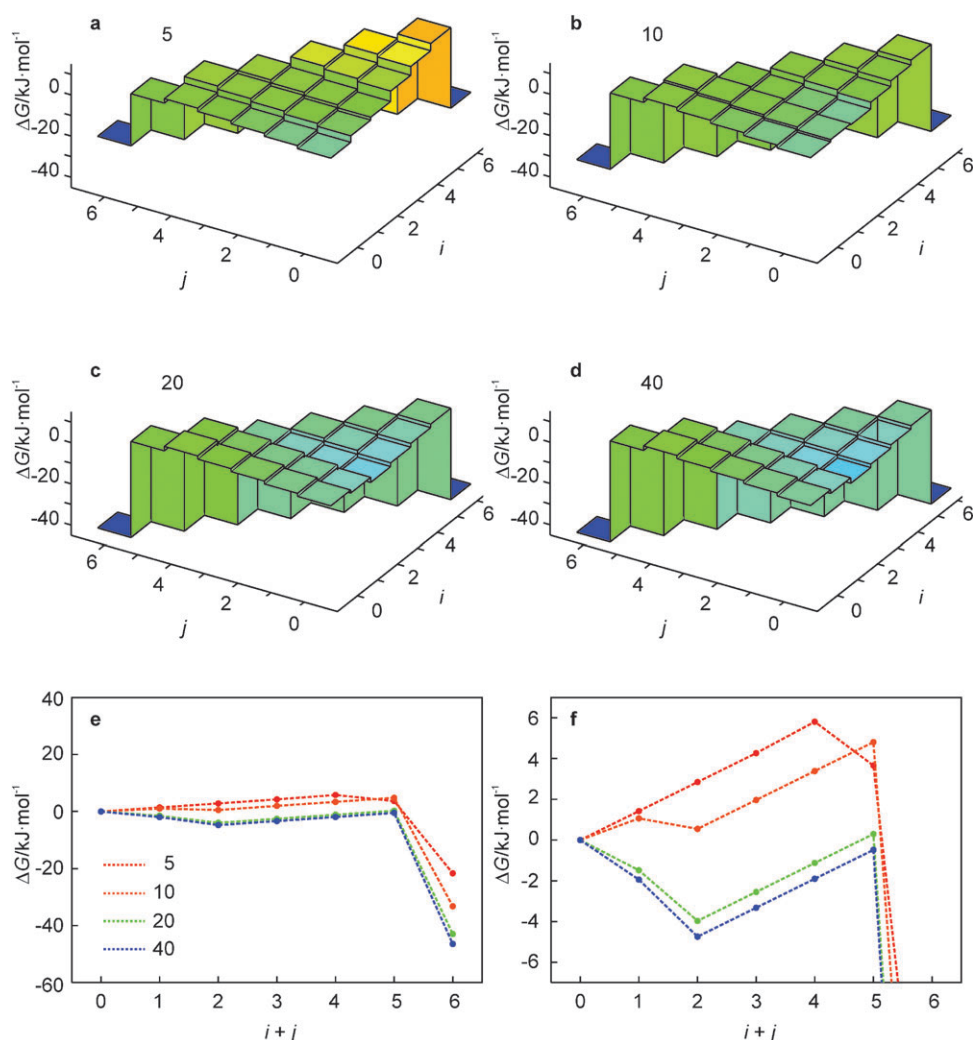 a 5
ΔG/kJ·mol⁻¹
0
-20
-40
6 4 2 0
j
0 2 4 6
i
b 10
ΔG/kJ·mol⁻¹
0
-20
-40
6 4 2 0
j
0 2 4 6
i
c 20
ΔG/kJ·mol⁻¹
0
-20
-40
6 4 2 0
j
0 2 4 6
i
d 40
ΔG/kJ·mol⁻¹
0
-20
-40
6 4 2 0
j
0 2 4 6
i
e
ΔG/kJ·mol⁻¹
40
20
0
-20
-40
-60
5
10
20
40
0 1 2 3 4 5 6
i + j
f
ΔG/kJ·mol⁻¹
6
4
2
0
-2
-4
-6
0 1 2 3 4 5 6
i + j